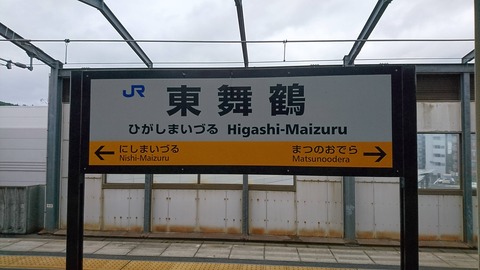 JR 東舞鶴
ひがしまいづる Higashi-Maizuru
にしまいづる まつのおでら
Nishi-Maizuru Matsunoodera